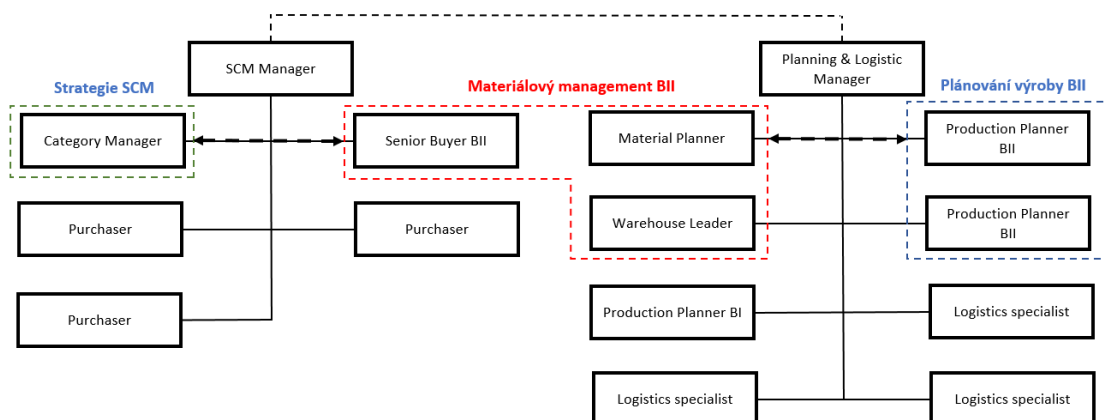 SCM Manager
Planning & Logistic
Manager
Strategie SCM
Materiálový management BII
Plánování výroby BII
Category Manager
Senior Buyer BII
Material Planner
Production Planner
BII
Purchaser
Purchaser
Warehouse Leader
Production Planner
BII
Purchaser
Production Planner BI
Logistics specialist
Logistics specialist
Logistics specialist